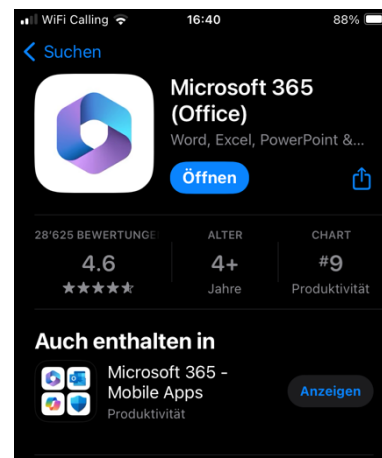 WiFi Calling 16:40 88%
Suchen
Microsoft 365
(Office)
Word, Excel, PowerPoint &...
Öffnen
28'625 BEWERTUNGE ALTER CHART
4.6 4+ #9
Jahre Produktivität
Auch enthalten in
Microsoft 365 -
Mobile Apps
Produktivität
Anzeigen